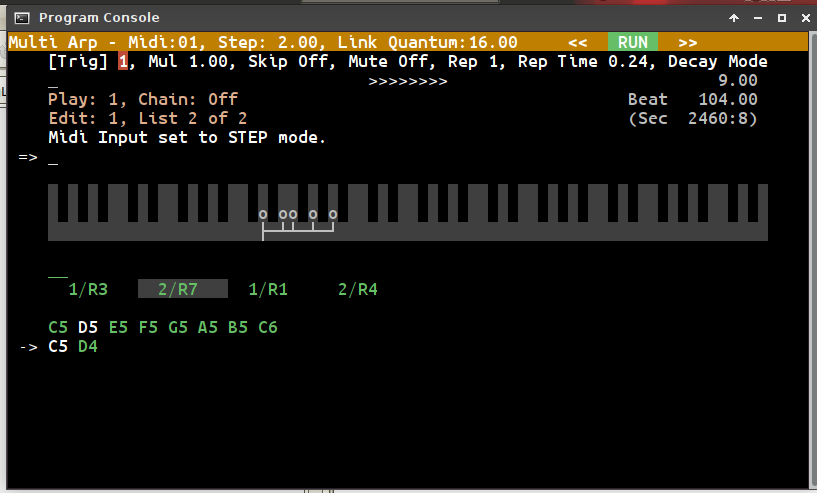 Program Console
Multi Arp - Midi:01, Step: 2.00, Link Quantum:16.00 << RUN >>
[Trig] 1, Mul 1.00, Skip Off, Mute Off, Rep 1, Rep Time 0.24, Decay Mode
_ >>>>>>>> 9.00
Play: 1, Chain: Off Beat 104.00
Edit: 1, List 2 of 2 (Sec 2460:8)
Midi Input set to STEP mode.
=> _
o oo o o
__
1/R3 2/R7 1/R1 2/R4
C5 D5 E5 F5 G5 A5 B5 C6
-> C5 D4